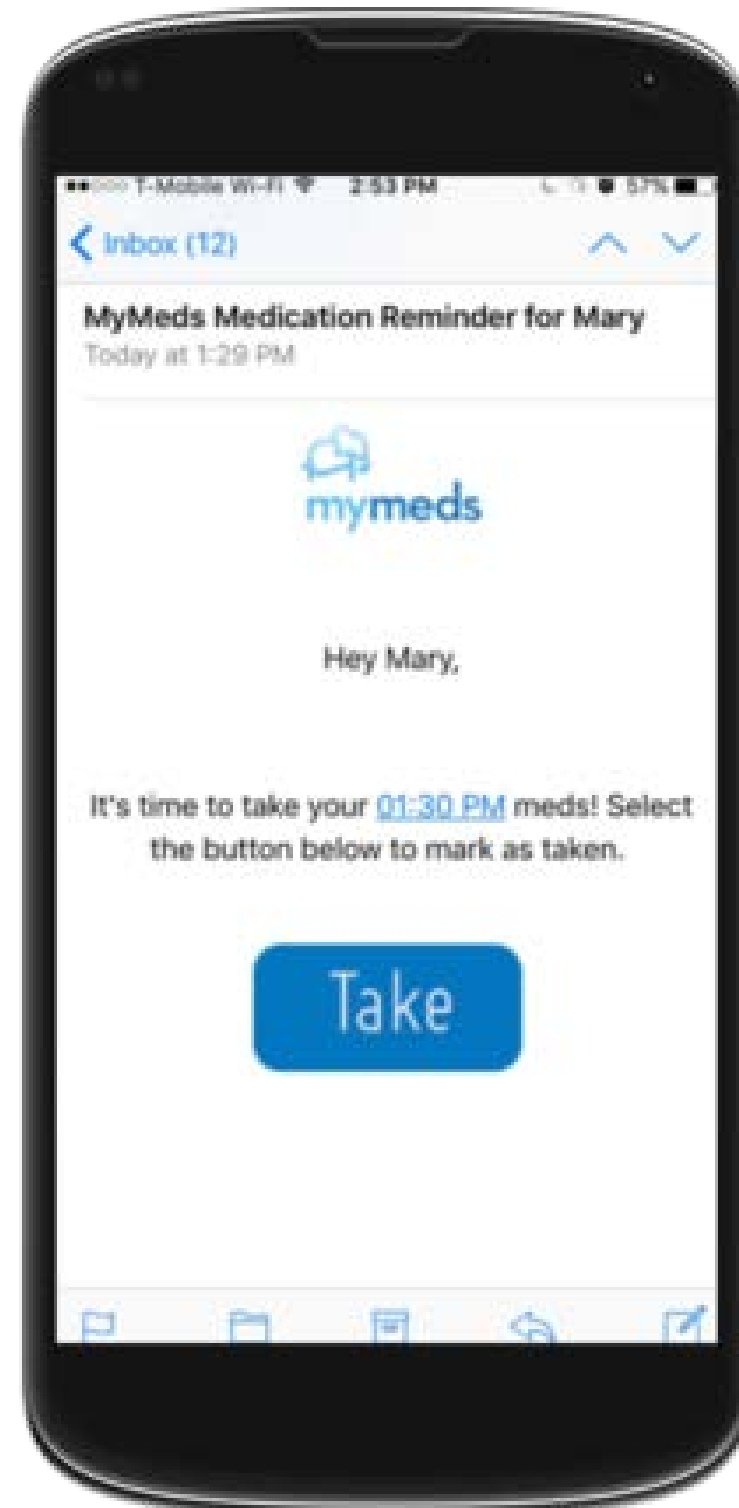 T-Mobile Wi-Fi 2:53 PM 57%
Inbox (12)
MyMeds Medication Reminder for Mary
Today at 1:29 PM
mymeds
Hey Mary,
It's time to take your 01:30 PM meds! Select
the button below to mark as taken.
Take